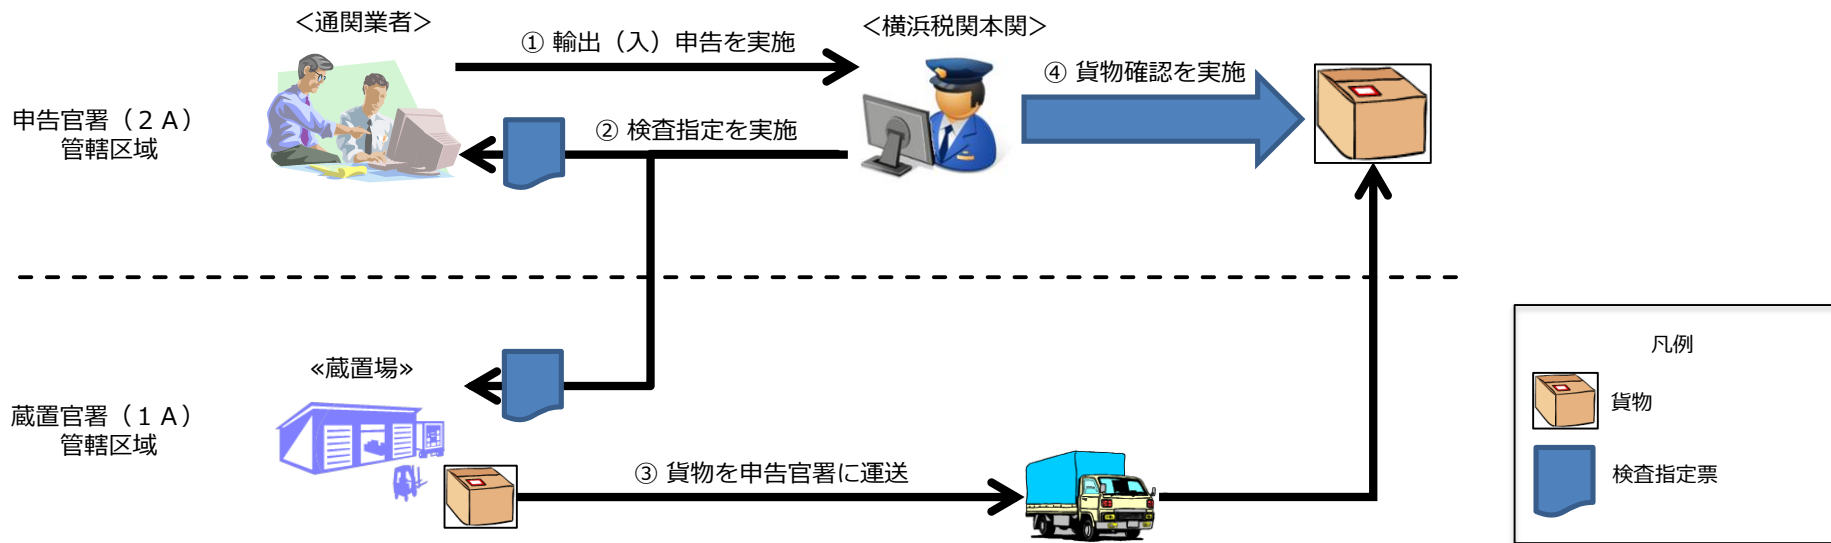 ＜通関業者＞
① 輸出（入）申告を実施
＜横浜税関本関＞
④ 貨物確認を実施
申告官署（２Ａ）
管轄区域
② 検査指定を実施
≪蔵置場≫
蔵置官署（１Ａ）
管轄区域
③ 貨物を申告官署に運送
凡例
貨物
検査指定票